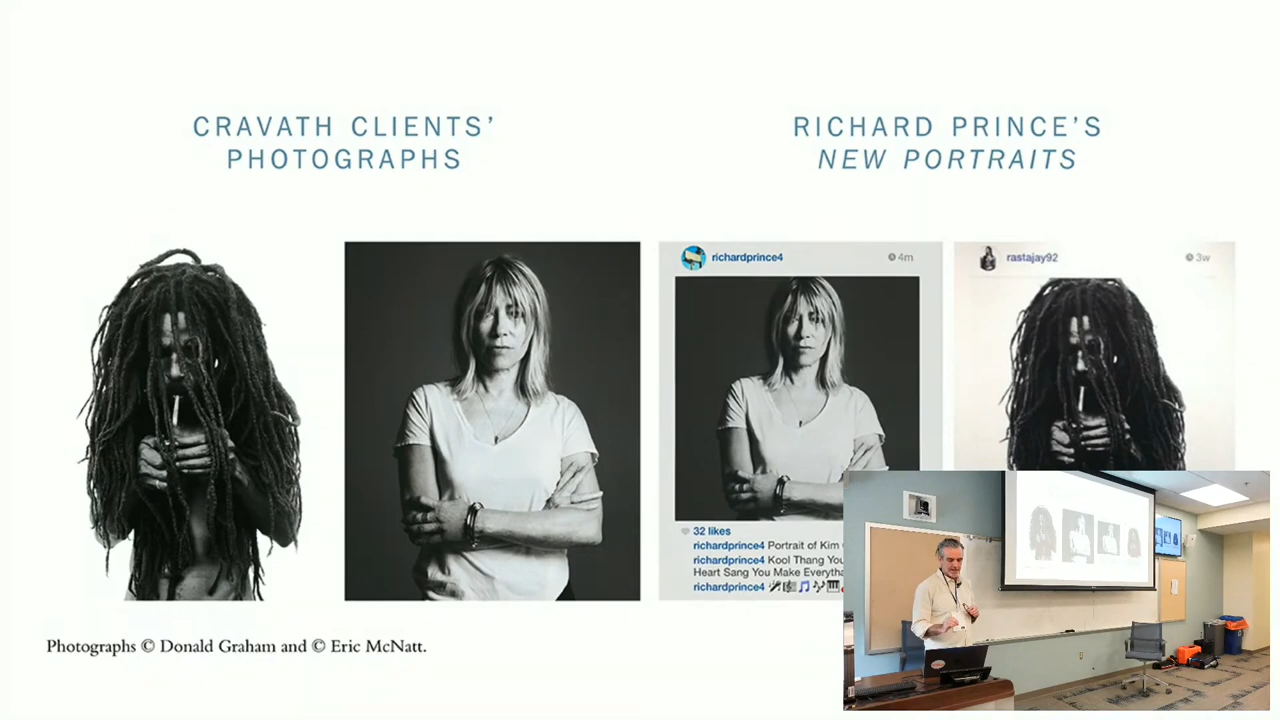 CRAVATH CLIENTS'
PHOTOGRAPHS
RICHARD PRINCE'S
NEW PORTRAITS
richardprince4 4m
32 likes
richardprince4 Portrait of Kim
richardprince4 Kool Thang You
Heart Sang You Make Everytha
richardprince4
rastajay92 3w
Photographs © Donald Graham and © Eric McNatt.